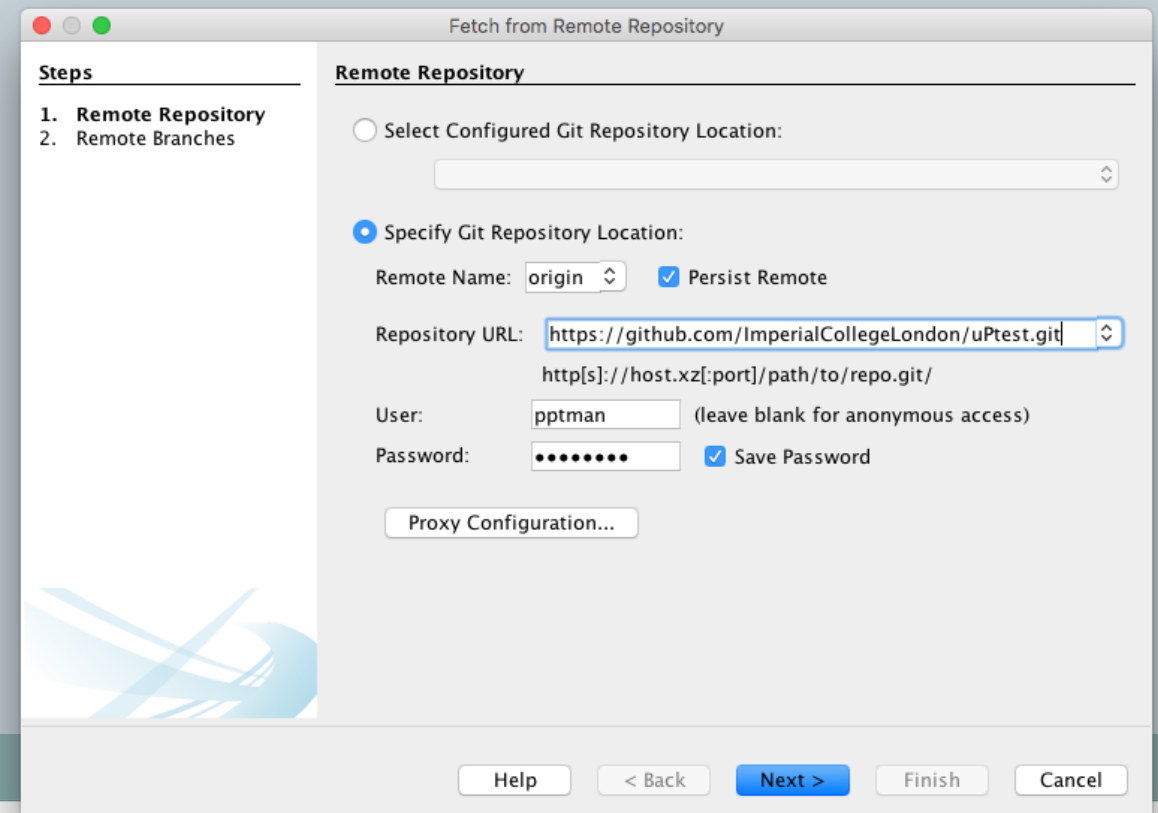 Fetch from Remote Repository
Steps
1. Remote Repository
2. Remote Branches
Remote Repository
Select Configured Git Repository Location:
Specify Git Repository Location:
Remote Name: origin Persist Remote
Repository URL: https://github.com/ImperialCollegeLondon/uPtest.git
http[s]://host.xz[:port]/path/to/repo.git/
User: pptman (leave blank for anonymous access)
Password: ●●●●●●●● Save Password
Proxy Configuration...
Help < Back Next > Finish Cancel